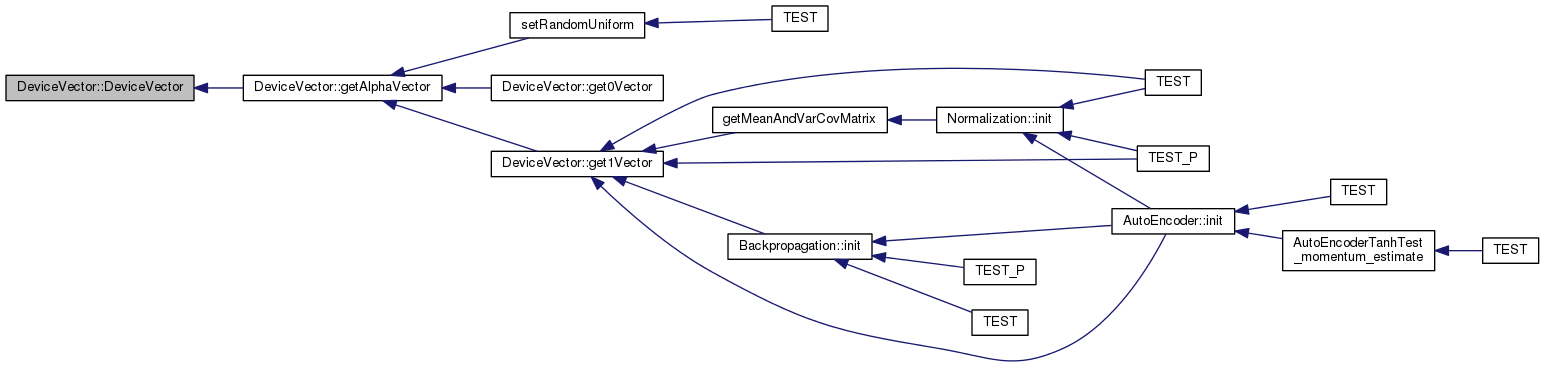 setRandomUniform
TEST
DeviceVector::DeviceVector
DeviceVector::getAlphaVector
DeviceVector::get0Vector
TEST
getMeanAndVarCovMatrix
Normalization::init
DeviceVector::get1Vector
TEST_P
TEST
AutoEncoder::init
Backpropagation::init
AutoEncoderTanhTest
_momentum_estimate
TEST
TEST_P
TEST